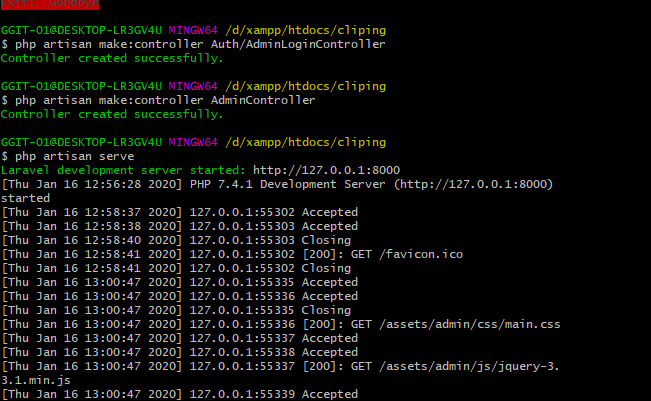 Exit: Goodbye
GGIT-01@DESKTOP-LR3GV4U MINGW64 /d/xampp/htdocs/cliping
$ php artisan make:controller Auth/AdminLoginController
Controller created successfully.
GGIT-01@DESKTOP-LR3GV4U MINGW64 /d/xampp/htdocs/cliping
$ php artisan make:controller AdminController
Controller created successfully.
GGIT-01@DESKTOP-LR3GV4U MINGW64 /d/xampp/htdocs/cliping
$ php artisan serve
Laravel development server started: http://127.0.0.1:8000
[Thu Jan 16 12:56:28 2020] PHP 7.4.1 Development Server (http://127.0.0.1:8000)
started
[Thu Jan 16 12:58:37 2020] 127.0.0.1:55302 Accepted
[Thu Jan 16 12:58:38 2020] 127.0.0.1:55303 Accepted
[Thu Jan 16 12:58:40 2020] 127.0.0.1:55303 Closing
[Thu Jan 16 12:58:41 2020] 127.0.0.1:55302 [200]: GET /favicon.ico
[Thu Jan 16 12:58:41 2020] 127.0.0.1:55302 Closing
[Thu Jan 16 13:00:47 2020] 127.0.0.1:55335 Accepted
[Thu Jan 16 13:00:47 2020] 127.0.0.1:55336 Accepted
[Thu Jan 16 13:00:47 2020] 127.0.0.1:55335 Closing
[Thu Jan 16 13:00:47 2020] 127.0.0.1:55336 [200]: GET /assets/admin/css/main.css
[Thu Jan 16 13:00:47 2020] 127.0.0.1:55337 Accepted
[Thu Jan 16 13:00:47 2020] 127.0.0.1:55338 Accepted
[Thu Jan 16 13:00:47 2020] 127.0.0.1:55337 [200]: GET /assets/admin/js/jquery-3.
3.1.min.js
[Thu Jan 16 13:00:47 2020] 127.0.0.1:55339 Accepted